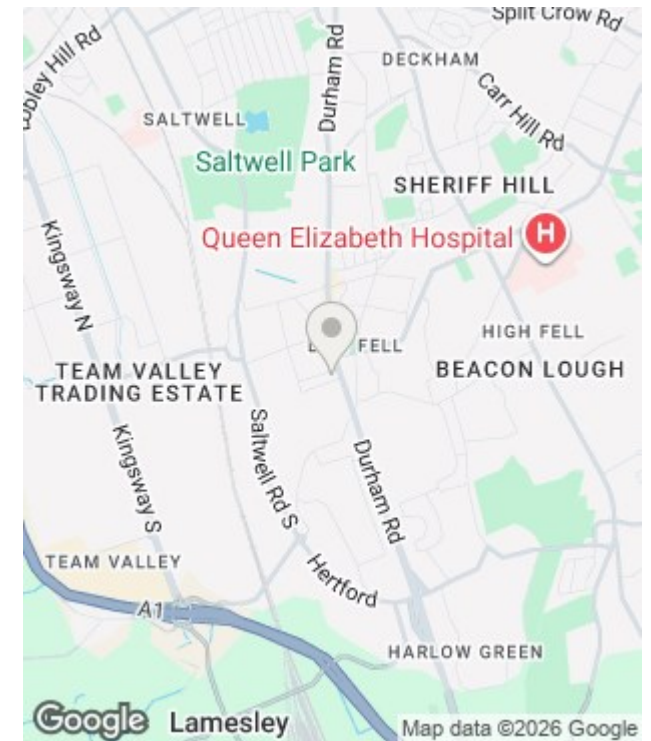 Split Crow Rd
Lobley Hill Rd
Durham Rd
DECKHAM
Carr Hill Rd
SALTWELL
Saltwell Park
SHERIFF HILL
Queen Elizabeth Hospital
H
Kingsway N
FELL
HIGH FELL
TEAM VALLEY
TRADING ESTATE
BEACON LOUGH
Kingsway S
Saltwell Rd S
Durham Rd
TEAM VALLEY
Hertford
A1
HARLOW GREEN
Google
Lamesley
Map data ©2026 Google